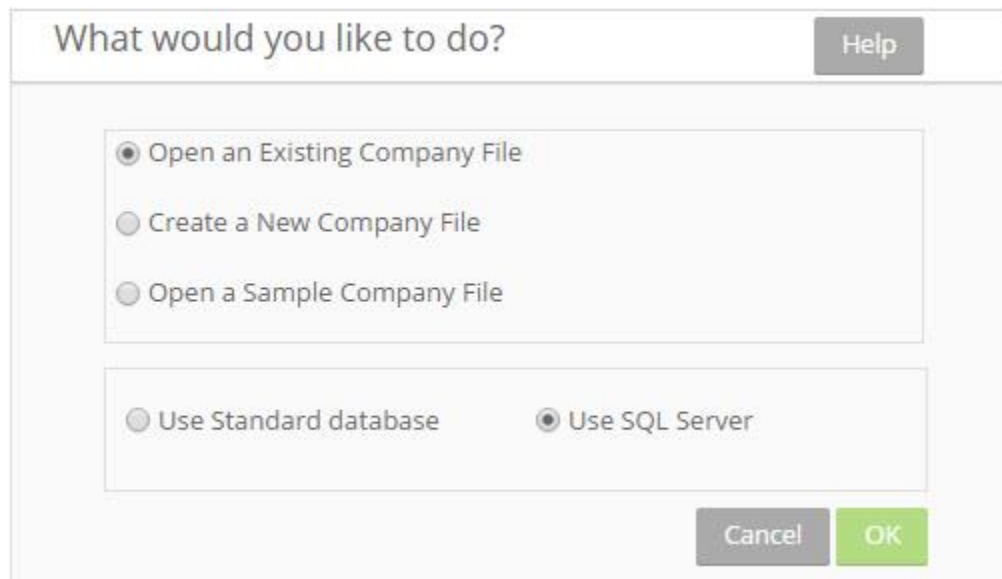 What would you like to do?
Help
Open an Existing Company File
Create a New Company File
Open a Sample Company File
Use Standard database
Use SQL Server
Cancel
OK